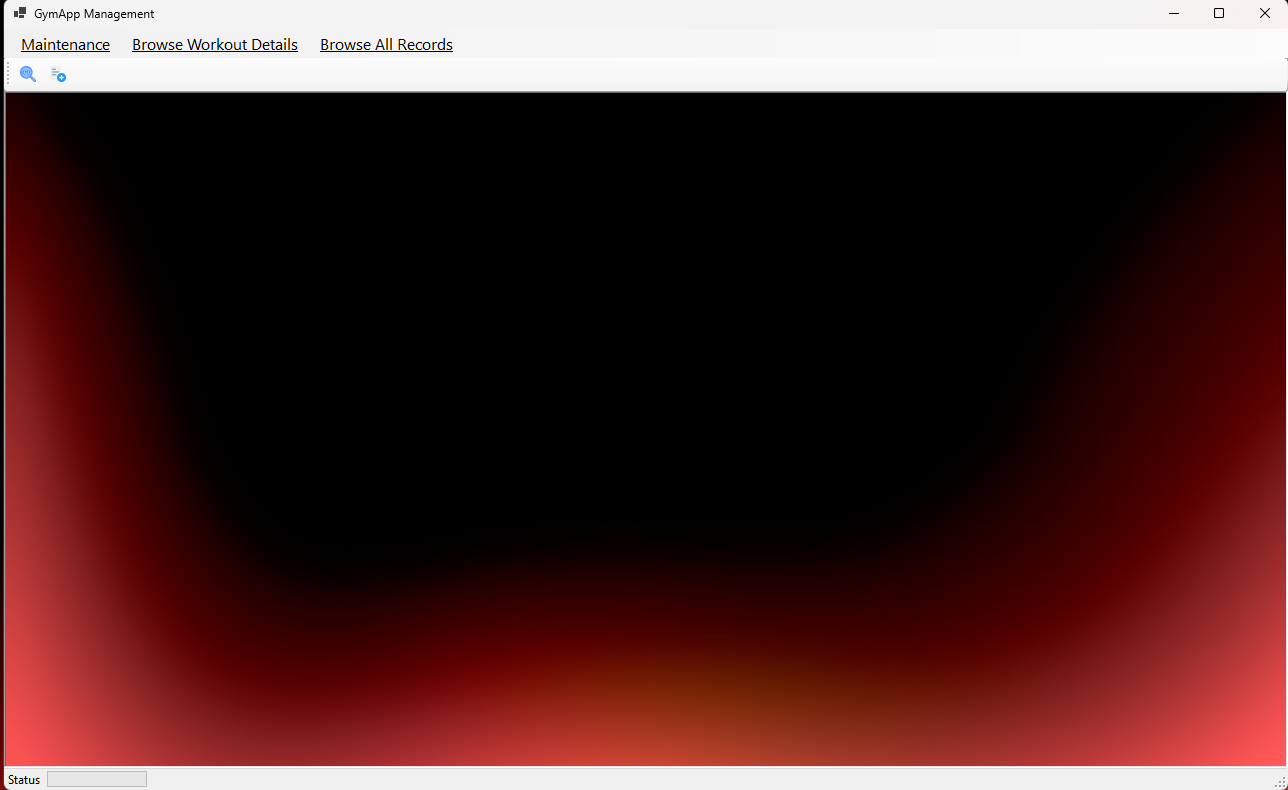 GymApp Management
Maintenance Browse Workout Details Browse All Records
Status